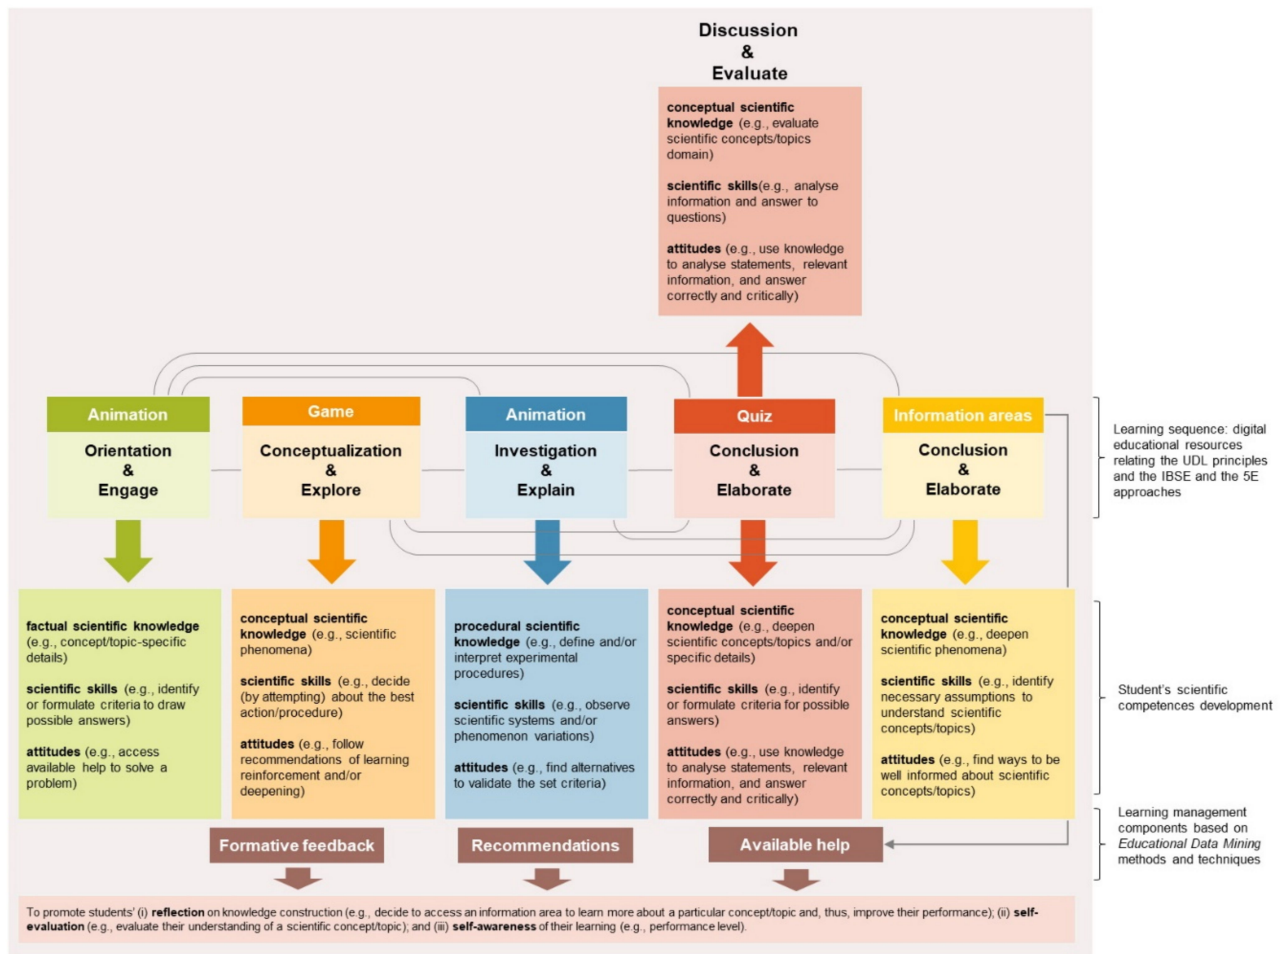 Discussion
&
Evaluate
conceptual scientific
knowledge (e.g., evaluate
scientific concepts/topics
domain)
scientific skills(e.g., analyse
information and answer to
questions)
attitudes (e.g., use knowledge
to analyse statements, relevant
information, and answer
correctly and critically)
Animation
Orientation
&
Engage
Game
Conceptualization
&
Explore
Animation
Investigation
&
Explain
Quiz
Conclusion
&
Elaborate
Information areas
Conclusion
&
Elaborate
Learning sequence: digital
educational resources
relating the UDL principles
and the IBSE and the 5E
approaches
factual scientific knowledge
(e.g., concept/topic-specific
details)
scientific skills (e.g., identify
or formulate criteria to draw
possible answers)
attitudes (e.g., access
available help to solve a
problem)
conceptual scientific
knowledge (e.g., scientific
phenomena)
scientific skills (e.g., decide
(by attempting) about the best
action/procedure)
attitudes (e.g., follow
recommendations of learning
reinforcement and/or
deepening)
procedural scientific
knowledge (e.g., define and/or
interpret experimental
procedures)
scientific skills (e.g., observe
scientific systems and/or
phenomenon variations)
attitudes (e.g., find alternatives
to validate the set criteria)
conceptual scientific
knowledge (e.g., deepen
scientific concepts/topics and/or
specific details)
scientific skills (e.g., identify
or formulate criteria for possible
answers)
attitudes (e.g., use knowledge
to analyse statements, relevant
information, and answer
correctly and critically)
conceptual scientific
knowledge (e.g., deepen
scientific phenomena)
scientific skills (e.g., identify
necessary assumptions to
understand scientific
concepts/topics)
attitudes (e.g., find ways to be
well informed about scientific
concepts/topics)
Student's scientific
competences development
Formative feedback
Recommendations
Available help
Learning management
components based on
Educational Data Mining
methods and techniques
To promote students' (i) reflection on knowledge construction (e.g., decide to access an information area to learn more about a particular concept/topic and, thus, improve their performance); (ii) self-
evaluation (e.g., evaluate their understanding of a scientific concept/topic); and (iii) self-awareness of their learning (e.g., performance level).